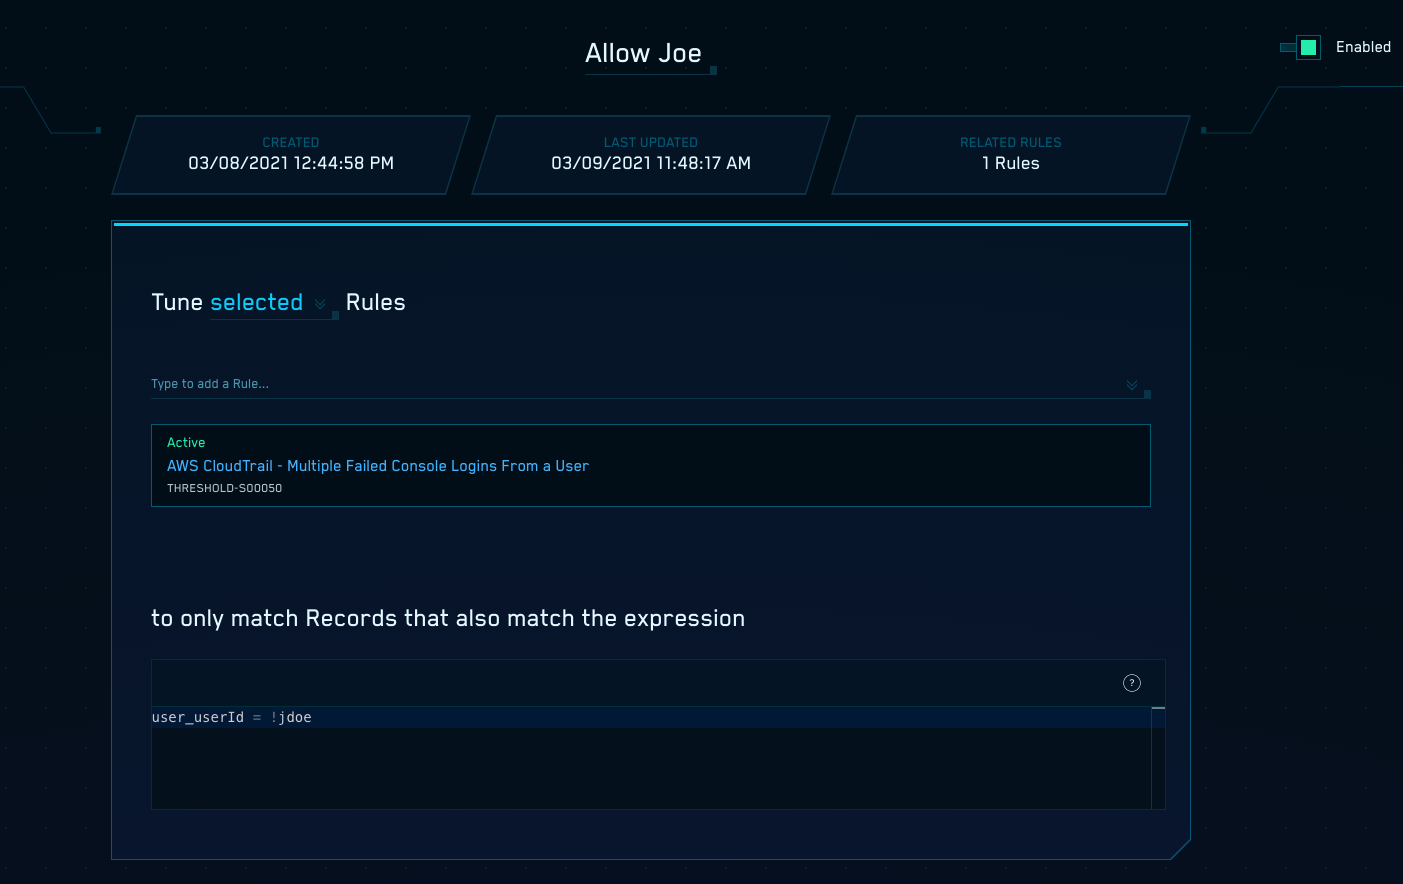 Allow Joe
Enabled
CREATED
03/08/2021 12:44:58 PM
LAST UPDATED
03/09/2021 11:48:17 AM
RELATED RULES
1 Rules
Tune selected Rules
Type to add a Rule...
Active
AWS CloudTrail - Multiple Failed Console Logins From a User
THRESHOLD-S00050
to only match Records that also match the expression
?
user_userId = !jdoe